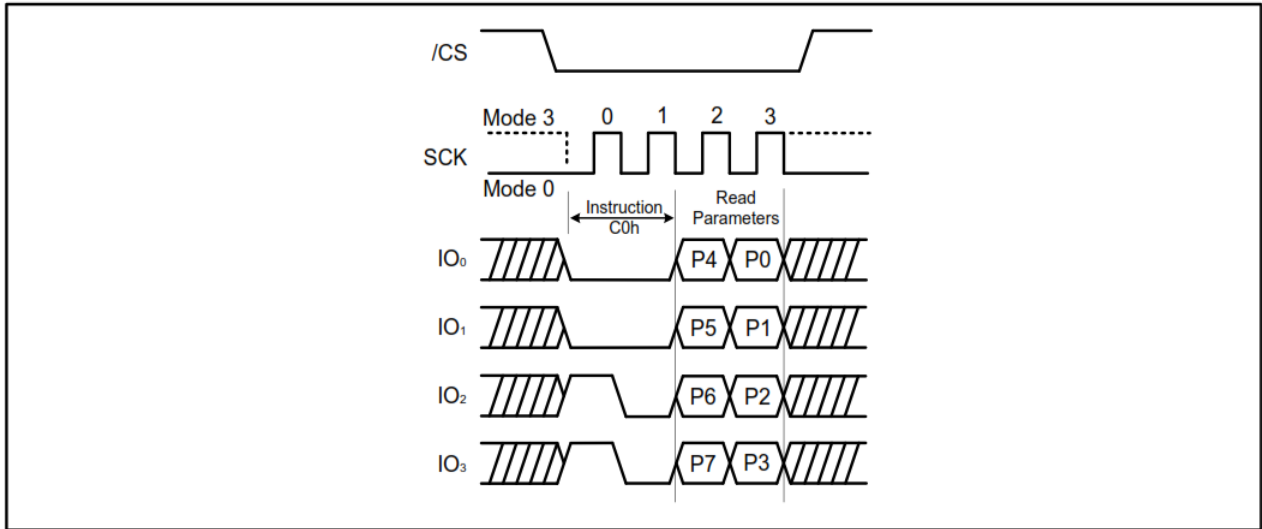 /CS
Mode 3 0 1 2 3
SCK
Mode 0
Instruction
C0h
Read
Parameters
IO₀ P4 P0
IO₁ P5 P1
IO₂ P6 P2
IO₃ P7 P3